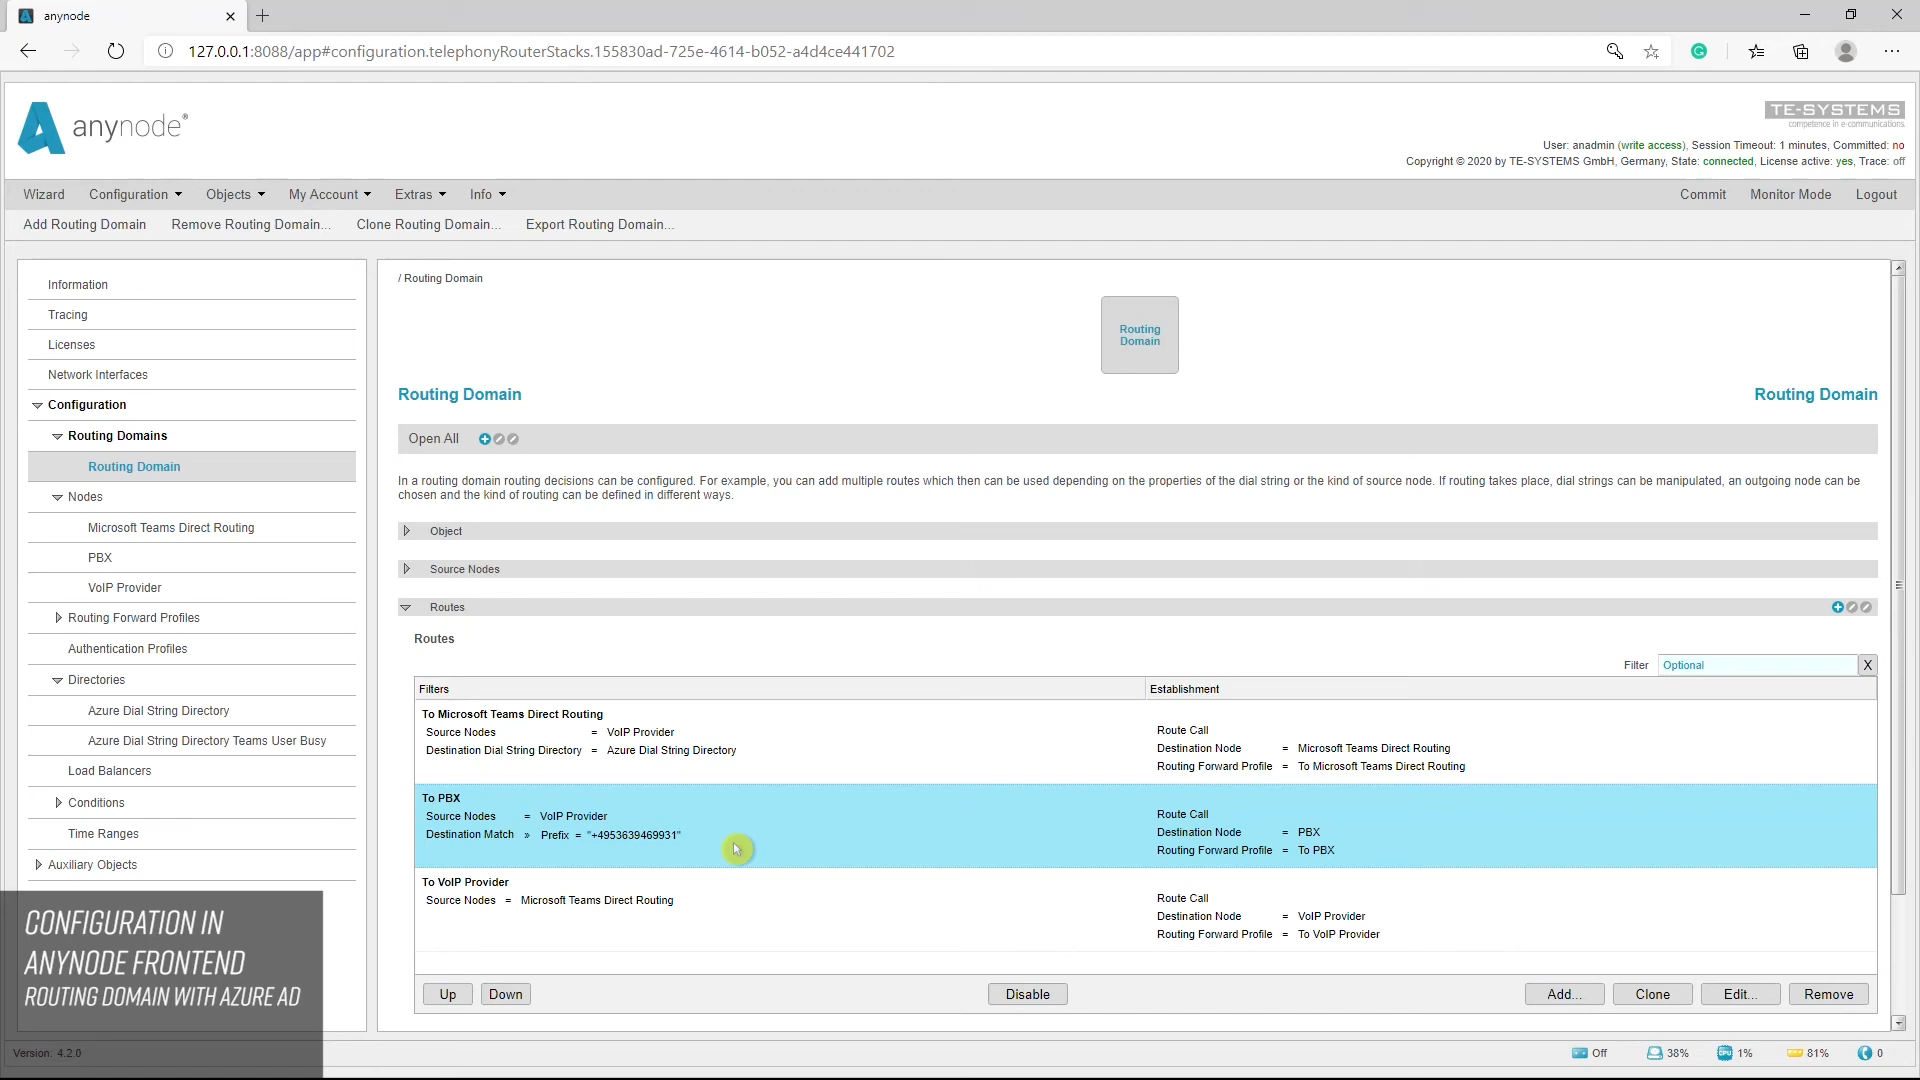 anynode
127.0.0.1:8088/app#configuration.telephonyRouterStacks.155830ad-725e-4614-b052-a4d4ce441702
anynode®
TE-SYSTEMS
competence in e-communications.
User: anadmin (write access), Session Timeout: 1 minutes, Committed: no
Copyright © 2020 by TE-SYSTEMS GmbH, Germany, State: connected, License active: yes, Trace: off
Wizard Configuration Objects My Account Extras Info Commit Monitor Mode Logout
Add Routing Domain Remove Routing Domain... Clone Routing Domain... Export Routing Domain...
Information
Tracing
Licenses
Network Interfaces
Configuration
Routing Domains
Routing Domain
Nodes
Microsoft Teams Direct Routing
PBX
VoIP Provider
Routing Forward Profiles
Authentication Profiles
Directories
Azure Dial String Directory
Azure Dial String Directory Teams User Busy
Load Balancers
Conditions
Time Ranges
Auxiliary Objects
/ Routing Domain
Routing
Domain
Routing Domain Routing Domain
Open All
In a routing domain routing decisions can be configured. For example, you can add multiple routes which then can be used depending on the properties of the dial string or the kind of source node. If routing takes place, dial strings can be manipulated, an outgoing node can be
chosen and the kind of routing can be defined in different ways.
Object
Source Nodes
Routes
Routes
Filter Optional X
Filters Establishment
To Microsoft Teams Direct Routing
Source Nodes = VoIP Provider
Destination Dial String Directory = Azure Dial String Directory
Route Call
Destination Node = Microsoft Teams Direct Routing
Routing Forward Profile = To Microsoft Teams Direct Routing
To PBX
Source Nodes = VoIP Provider
Destination Match » Prefix = "+4953639469931"
Route Call
Destination Node = PBX
Routing Forward Profile = To PBX
To VoIP Provider
Source Nodes = Microsoft Teams Direct Routing
Route Call
Destination Node = VoIP Provider
Routing Forward Profile = To VoIP Provider
Up Down Disable Add... Clone Edit... Remove
CONFIGURATION IN
ANYNODE FRONTEND
ROUTING DOMAIN WITH AZURE AD
Version: 4.2.0
Off 38% CPU 1% 81% 0